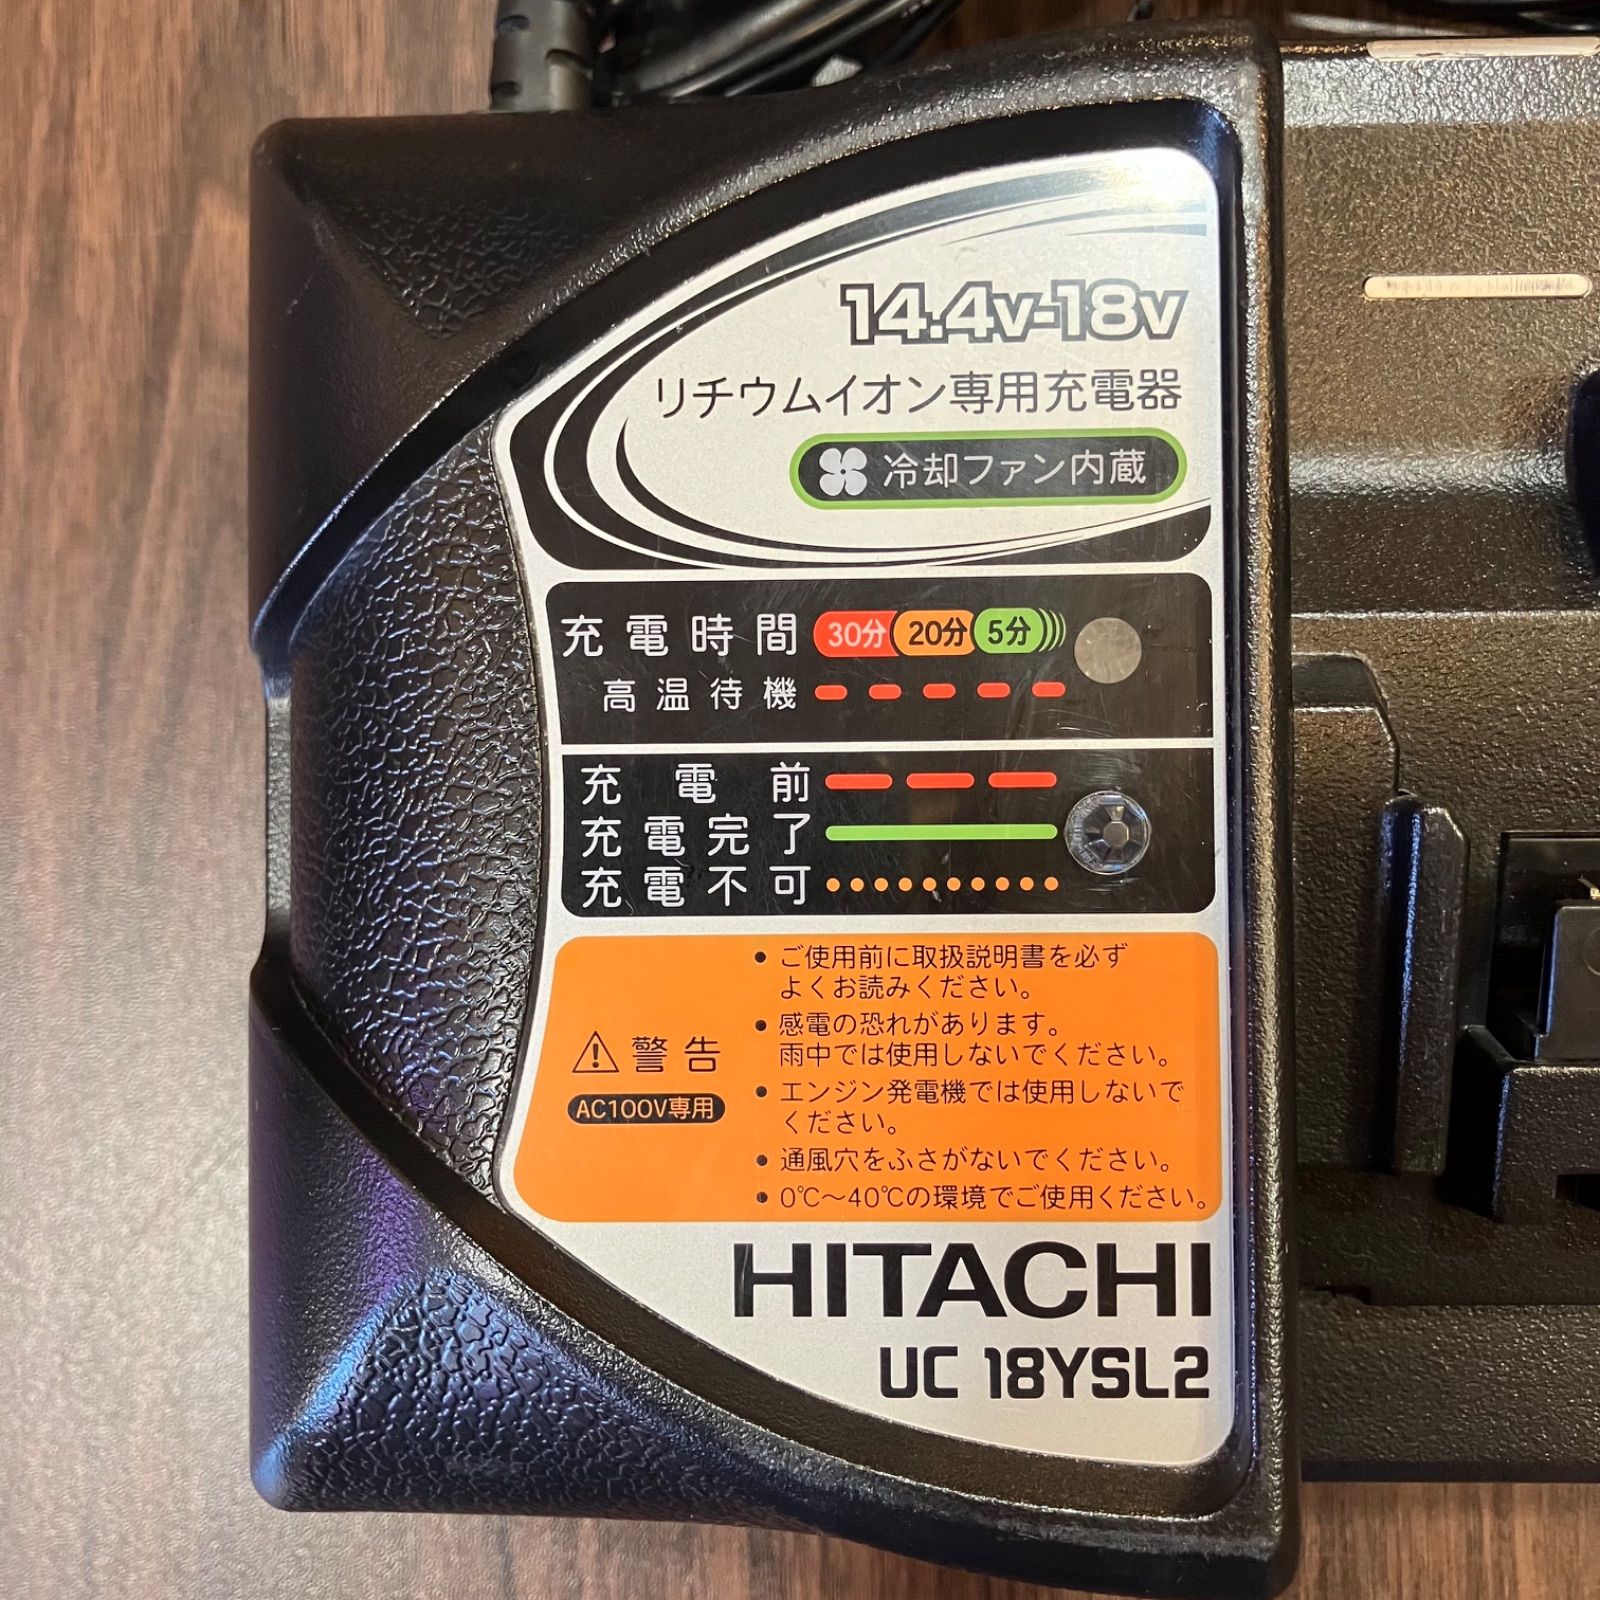 14.4v-18v
リチウムイオン専用充電器
冷却ファン内蔵
充電時間 30分 20分 5分
高温待機
充電前
充電完了
充電不可
警告
AC100V専用
• ご使用前に取扱説明書を必ず
よくお読みください。
• 感電の恐れがあります。
雨中では使用しないでください。
• エンジン発電機では使用しないで
ください。
• 通風穴をふさがないでください。
• 0℃〜40℃の環境でご使用ください。
HITACHI
UC 18YSL2